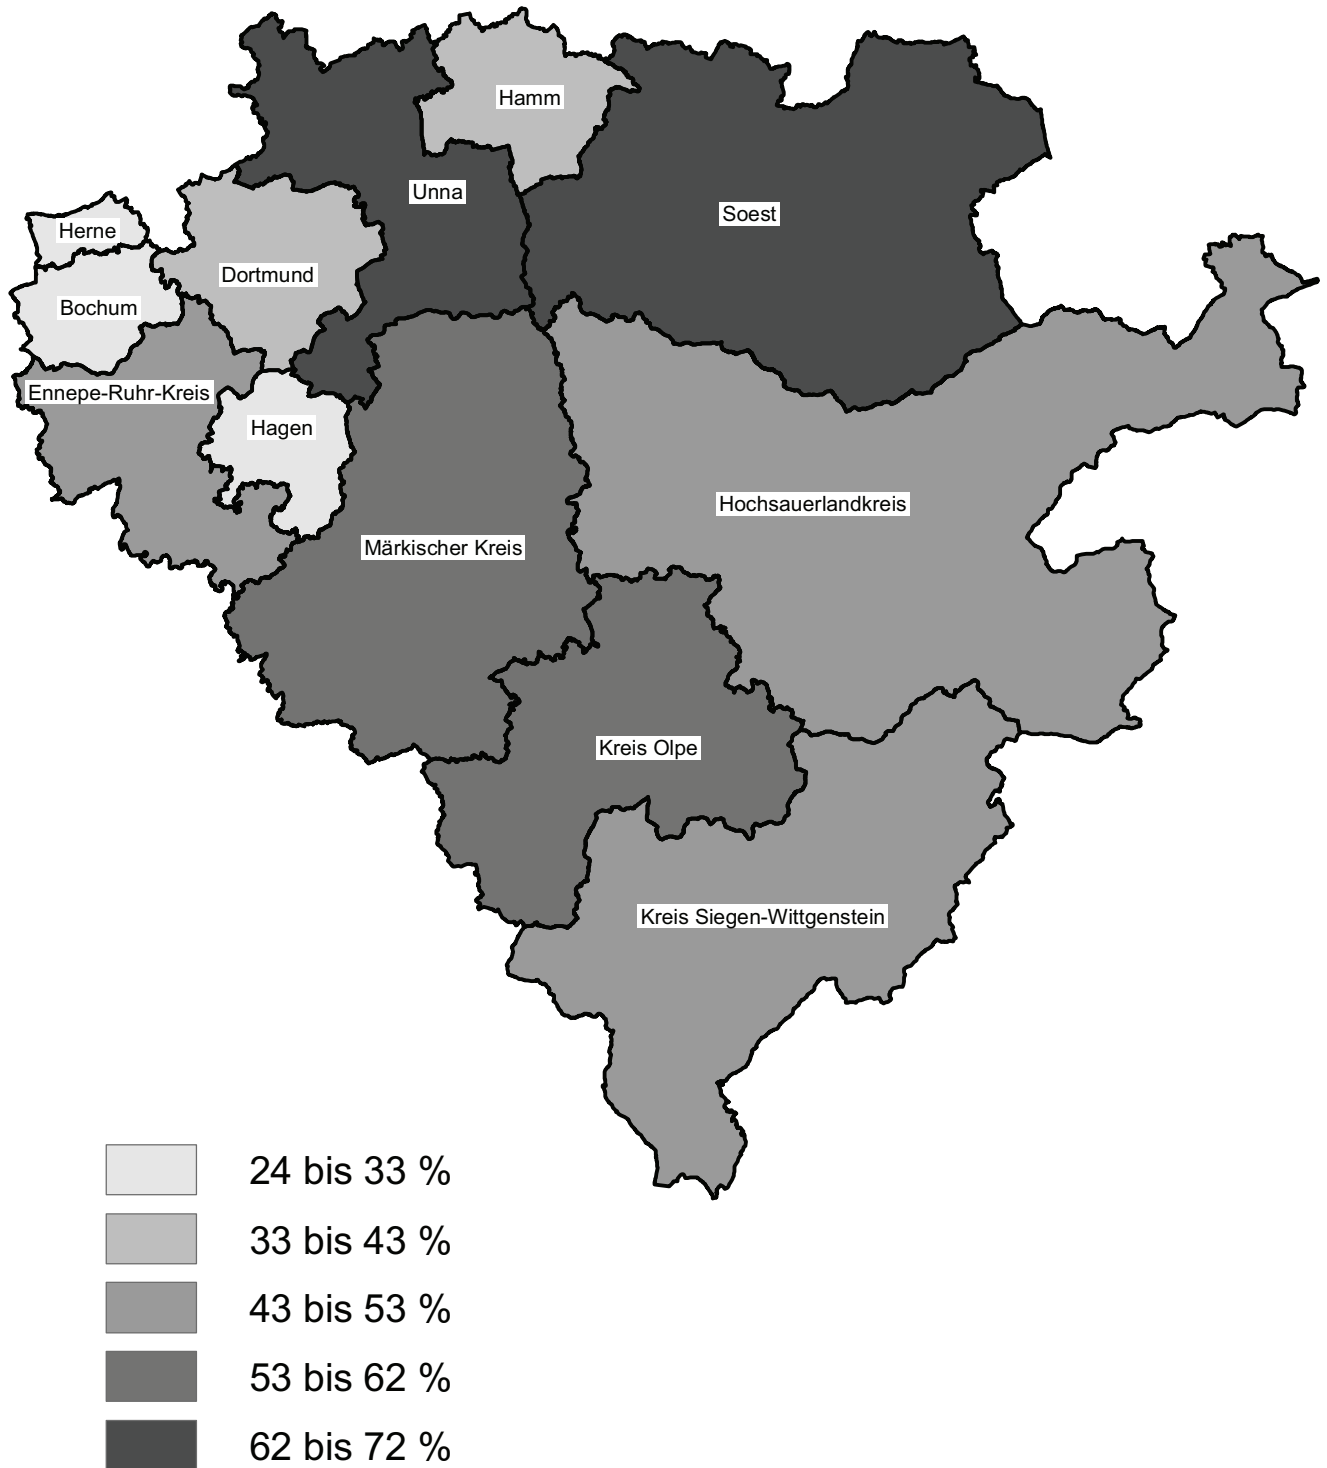 Hamm
Unna
Soest
Herne
Dortmund
Bochum
Ennepe-Ruhr-Kreis
Hagen
Hochsauerlandkreis
Märkischer Kreis
Kreis Olpe
Kreis Siegen-Wittgenstein
24 bis 33 %
33 bis 43 %
43 bis 53 %
53 bis 62 %
62 bis 72 %